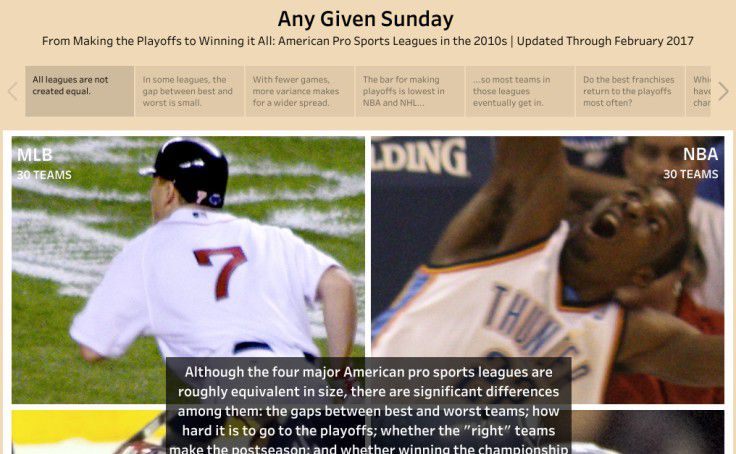 Any Given Sunday
From Making the Playoffs to Winning it All: American Pro Sports Leagues in the 2010s | Updated Through February 2017
All leagues are not
created equal.
In some leagues, the
gap between best and
worst is small.
With fewer games,
more variance makes
for a wider spread.
The bar for making
playoffs is lowest in
NBA and NHL...
...so most teams in
those leagues
eventually get in.
Do the best franchises
return to the playoffs
most often?
MLB
30 TEAMS
7
LDING
NBA
30 TEAMS
THUNDER
Although the four major American pro sports leagues are
roughly equivalent in size, there are significant differences
among them: the gaps between best and worst teams; how
hard it is to go to the playoffs; whether the "right" teams
make the postseason; and whether winning the championship